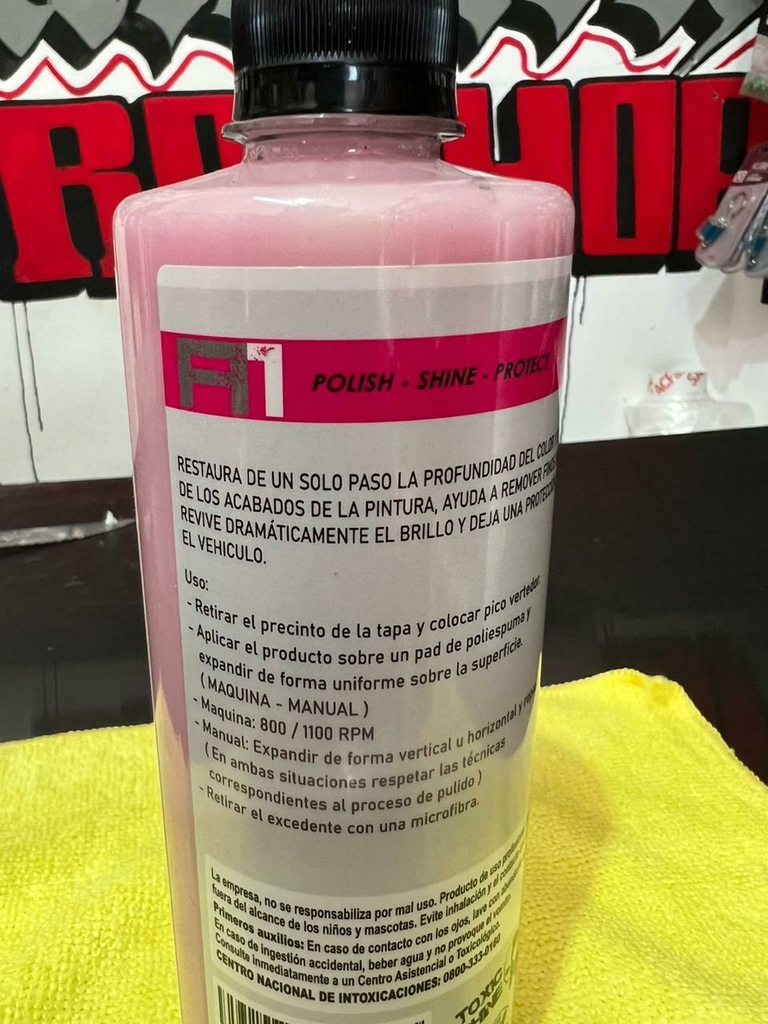 A1 POLISH - SHINE - PROTECT
RESTAURA DE UN SOLO PASO LA PROFUNDIDAD DEL COLOR
DE LOS ACABADOS DE LA PINTURA, AYUDA A REMOVER
REVIVE DRAMÁTICAMENTE EL BRILLO Y DEJA UNA
EL VEHICULO.
Uso:
- Retirar el precinto de la tapa y colocar pico vertedor.
- Aplicar el producto sobre un pad de poliespuma y
expandir de forma uniforme sobre la superficie.
( MAQUINA - MANUAL )
- Maquina: 800 / 1100 RPM
- Manual: Expandir de forma vertical u horizontal y
( En ambas situaciones respetar las técnicas
correspondientes al proceso de pulido )
- Retirar el excedente con una microfibra.
La empresa, no se responsabiliza por mal uso. Producto de uso
fuera del alcance de los niños y mascotas. Evite inhalación y el
Primeros auxilios: En caso de contacto con los ojos, lave con
En caso de ingestión accidental, beber agua y no provoque el vomito.
Consulte inmediatamente a un Centro Asistencial o Toxicológico.
CENTRO NACIONAL DE INTOXICACIONES: 0800-333-0160
TOXIC
SHINE